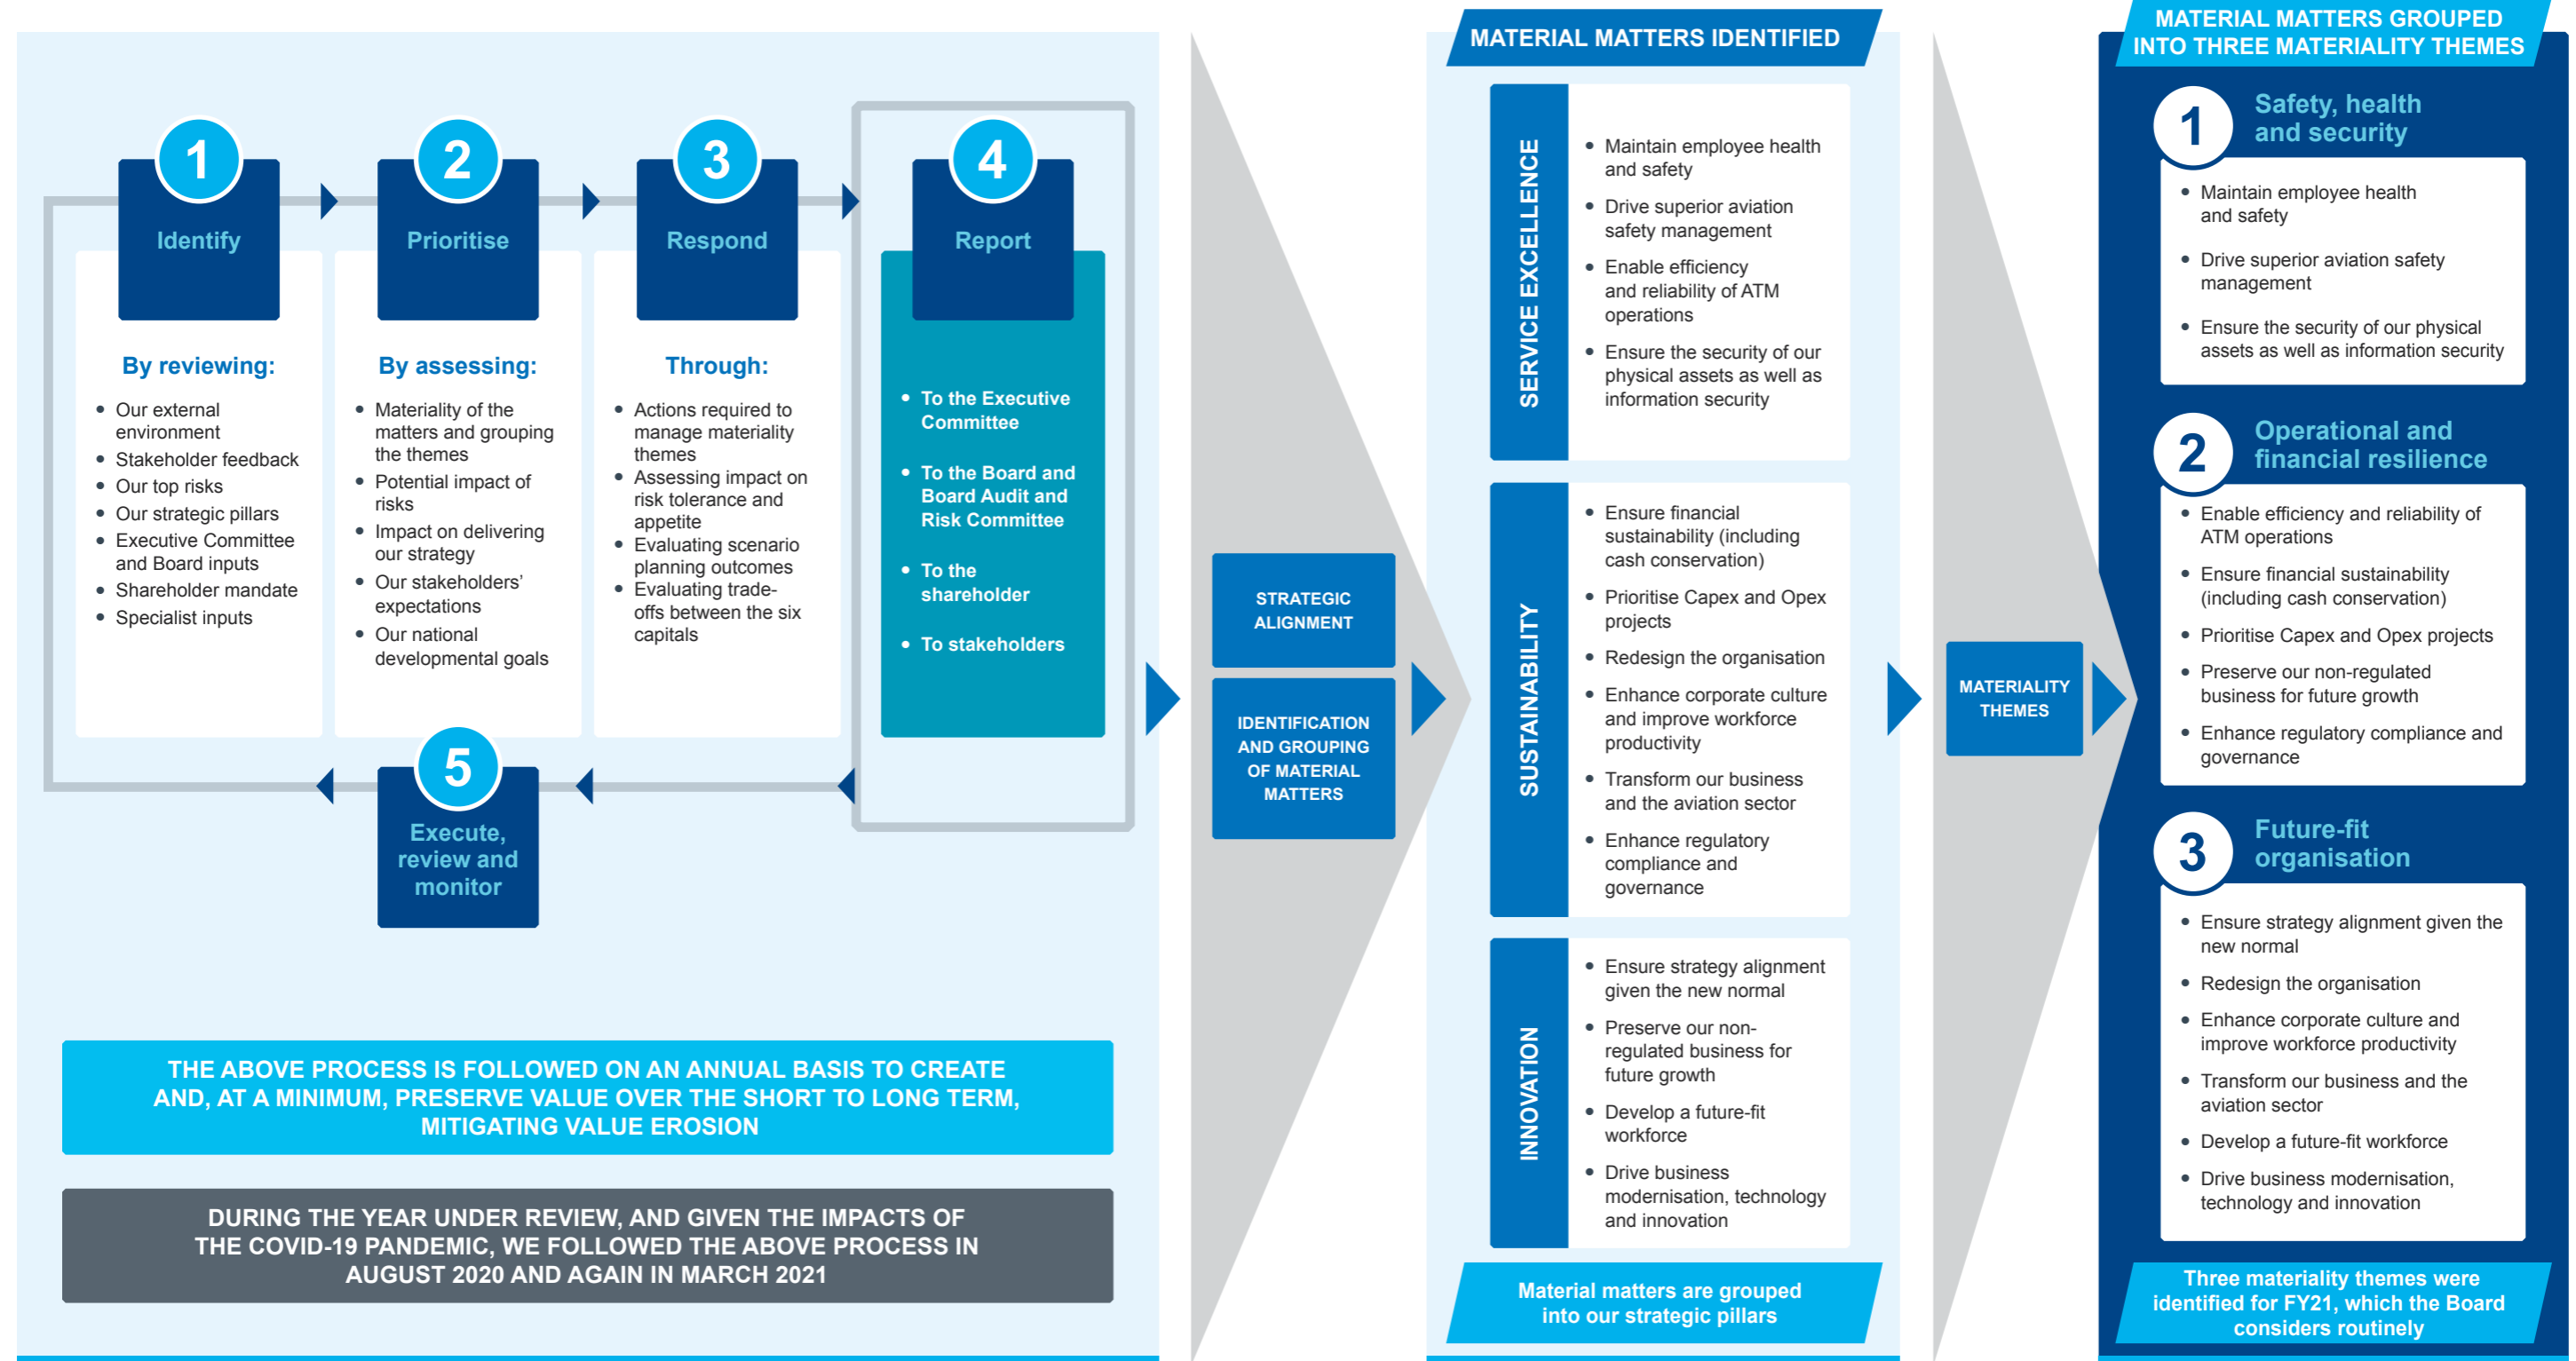 1
Identify
By reviewing:
• Our external
environment
• Stakeholder feedback
• Our top risks
• Our strategic pillars
• Executive Committee
and Board inputs
• Shareholder mandate
• Specialist inputs
2
Prioritise
By assessing:
• Materiality of the
matters and grouping
the themes
• Potential impact of
risks
• Impact on delivering
our strategy
• Our stakeholders’
expectations
• Our national
developmental goals
3
Respond
Through:
• Actions required to
manage materiality
themes
• Assessing impact on
risk tolerance and
appetite
• Evaluating scenario
planning outcomes
• Evaluating trade-
offs between the six
capitals
4
Report
• To the Executive
Committee
• To the Board and
Board Audit and
Risk Committee
• To the
shareholder
• To stakeholders
5
Execute,
review and
monitor
THE ABOVE PROCESS IS FOLLOWED ON AN ANNUAL BASIS TO CREATE
AND, AT A MINIMUM, PRESERVE VALUE OVER THE SHORT TO LONG TERM,
MITIGATING VALUE EROSION
DURING THE YEAR UNDER REVIEW, AND GIVEN THE IMPACTS OF
THE COVID-19 PANDEMIC, WE FOLLOWED THE ABOVE PROCESS IN
AUGUST 2020 AND AGAIN IN MARCH 2021
STRATEGIC
ALIGNMENT
IDENTIFICATION
AND GROUPING
OF MATERIAL
MATTERS
MATERIAL MATTERS IDENTIFIED
SERVICE EXCELLENCE
• Maintain employee health
and safety
• Drive superior aviation
safety management
• Enable efficiency
and reliability of ATM
operations
• Ensure the security of our
physical assets as well as
information security
SUSTAINABILITY
• Ensure financial
sustainability (including
cash conservation)
• Prioritise Capex and Opex
projects
• Redesign the organisation
• Enhance corporate culture
and improve workforce
productivity
• Transform our business
and the aviation sector
• Enhance regulatory
compliance and
governance
INNOVATION
• Ensure strategy alignment
given the new normal
• Preserve our non-
regulated business for
future growth
• Develop a future-fit
workforce
• Drive business
modernisation, technology
and innovation
Material matters are grouped
into our strategic pillars
MATERIALITY
THEMES
MATERIAL MATTERS GROUPED
INTO THREE MATERIALITY THEMES
1
Safety, health
and security
• Maintain employee health
and safety
• Drive superior aviation safety
management
• Ensure the security of our physical
assets as well as information security
2
Operational and
financial resilience
• Enable efficiency and reliability of
ATM operations
• Ensure financial sustainability
(including cash conservation)
• Prioritise Capex and Opex projects
• Preserve our non-regulated
business for future growth
• Enhance regulatory compliance and
governance
3
Future-fit
organisation
• Ensure strategy alignment given the
new normal
• Redesign the organisation
• Enhance corporate culture and
improve workforce productivity
• Transform our business and the
aviation sector
• Develop a future-fit workforce
• Drive business modernisation,
technology and innovation
Three materiality themes were
identified for FY21, which the Board
considers routinely